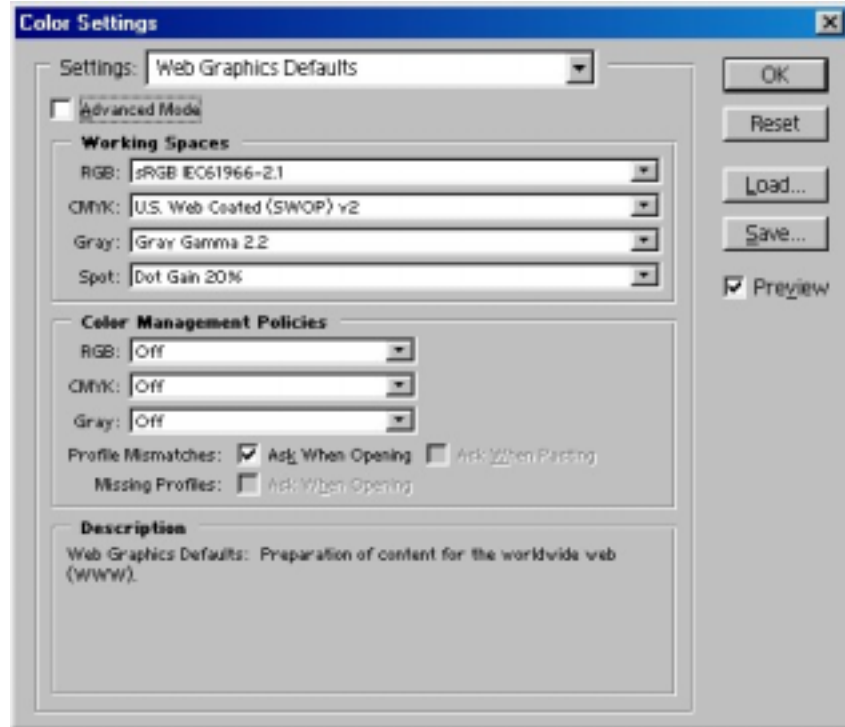 Color Settings
Settings: Web Graphics Defaults
Advanced Mode
Working Spaces
RGB: sRGB IEC61966-2.1
CMYK: U.S. Web Coated (SWOP) v2
Gray: Gray Gamma 2.2
Spot: Dot Gain 20%
Color Management Policies
RGB: Off
CMYK: Off
Gray: Off
Profile Mismatches: Ask When Opening Ask When Pasting
Missing Profiles: Ask When Opening
Description
Web Graphics Defaults: Preparation of content for the worldwide web
(WWW).
OK
Reset
Load...
Save...
Preview